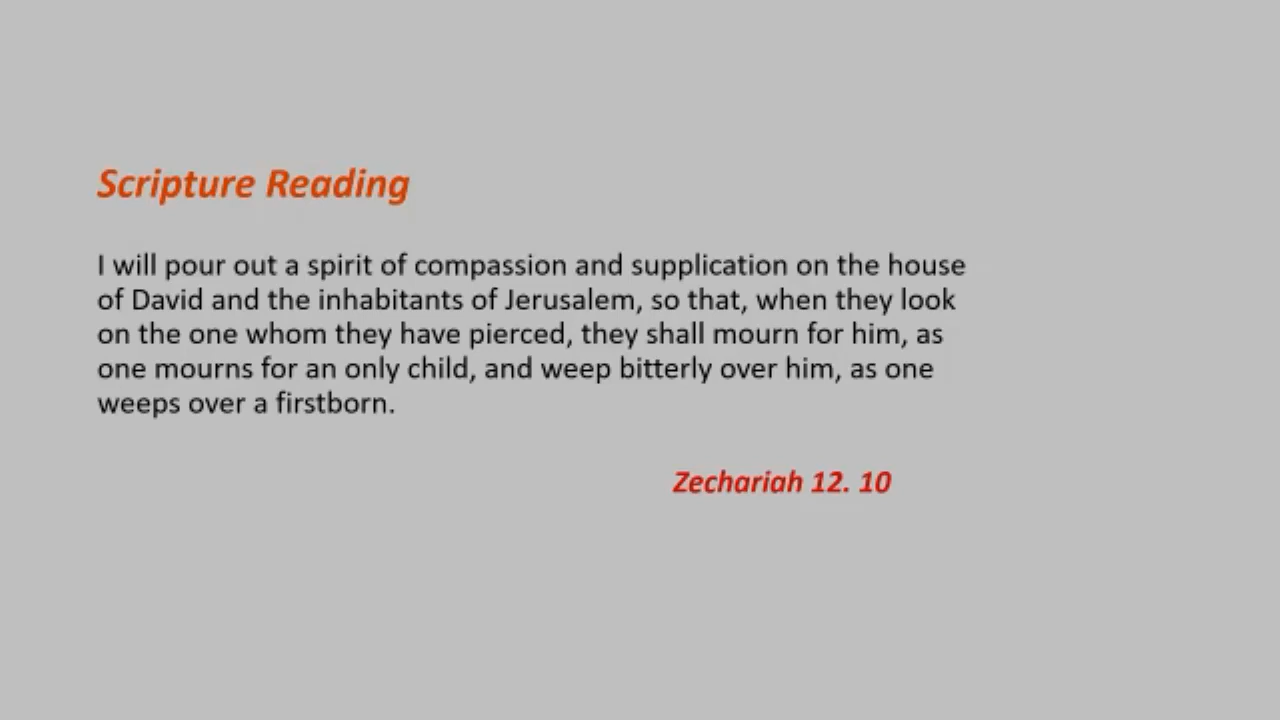 Scripture Reading
I will pour out a spirit of compassion and supplication on the house
of David and the inhabitants of Jerusalem, so that, when they look
on the one whom they have pierced, they shall mourn for him, as
one mourns for an only child, and weep bitterly over him, as one
weeps over a firstborn.
Zechariah 12. 10